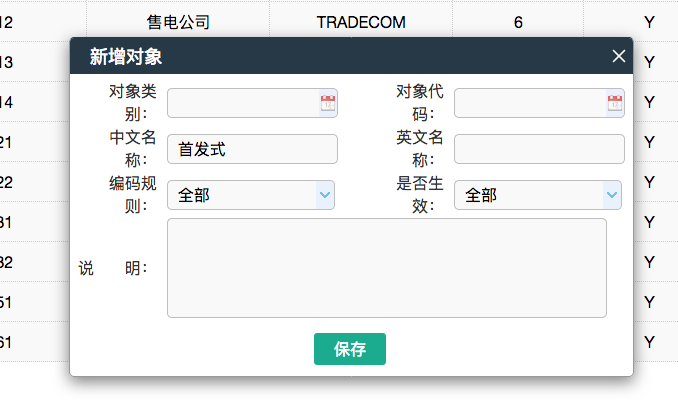 12 售电公司 TRADECOM 6 Y
13 Y
14 Y
21 Y
22 Y
31 Y
32 Y
51 Y
61 Y
新增对象
对象类别： 对象代码：
中文名称： 首发式 英文名称：
编码规则： 全部 是否生效： 全部
说 明：
保存